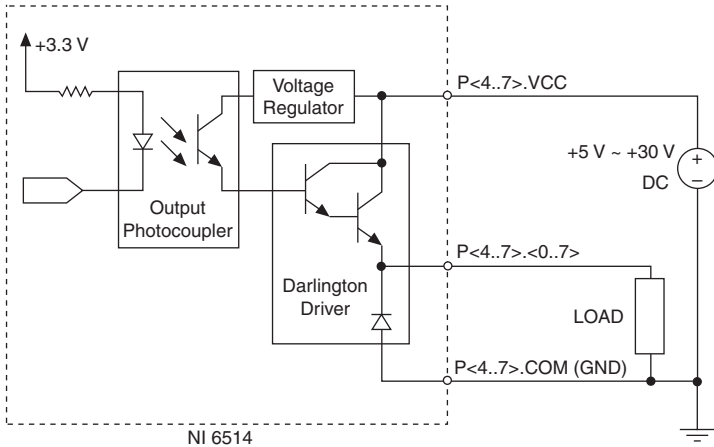 +3.3 V
Voltage
Regulator
P<4..7>.VCC
+5 V ~ +30 V
DC
+
–
Output
Photocoupler
P<4..7>.<0..7>
Darlington
Driver
LOAD
P<4..7>.COM (GND)
NI 6514